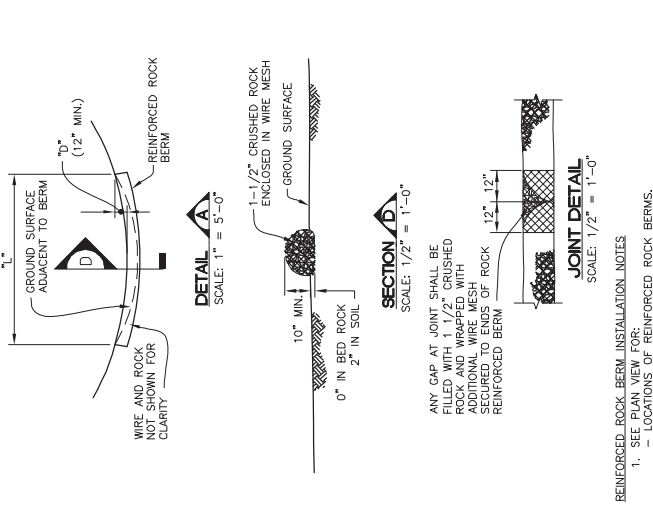 "L"
GROUND SURFACE
ADJACENT TO BERM
"D"
(12" MIN.)
D
REINFORCED ROCK
BERM
WIRE AND ROCK
NOT SHOWN FOR
CLARITY
DETAIL A
SCALE: 1" = 5'-0"
1-1/2" CRUSHED ROCK
ENCLOSED IN WIRE MESH
GROUND SURFACE
10" MIN.
0" IN BED ROCK
2" IN SOIL
SECTION D
SCALE: 1/2" = 1'-0"
ANY GAP AT JOINT SHALL BE
FILLED WITH 1 1/2" CRUSHED
ROCK AND WRAPPED WITH
ADDITIONAL WIRE MESH
SECURED TO ENDS OF ROCK
REINFORCED BERM
12" 12"
JOINT DETAIL
SCALE: 1/2" = 1'-0"
REINFORCED ROCK BERM INSTALLATION NOTES
1. SEE PLAN VIEW FOR:
– LOCATIONS OF REINFORCED ROCK BERMS.